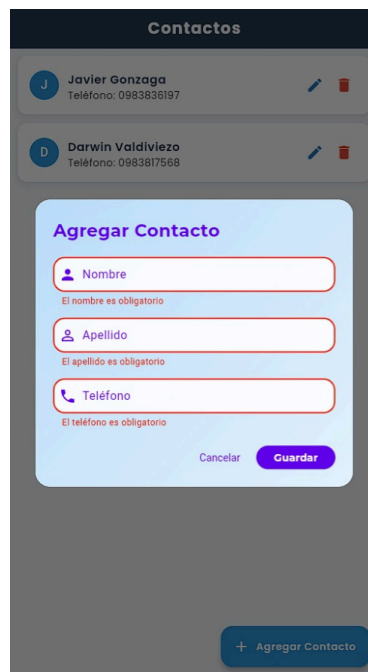 Contactos
J
Javier Gonzaga
Teléfono: 0983836197
D
Darwin Valdiviezo
Teléfono: 0983817568
Agregar Contacto
Nombre
El nombre es obligatorio
Apellido
El apellido es obligatorio
Teléfono
El teléfono es obligatorio
Cancelar
Guardar
+ Agregar Contacto